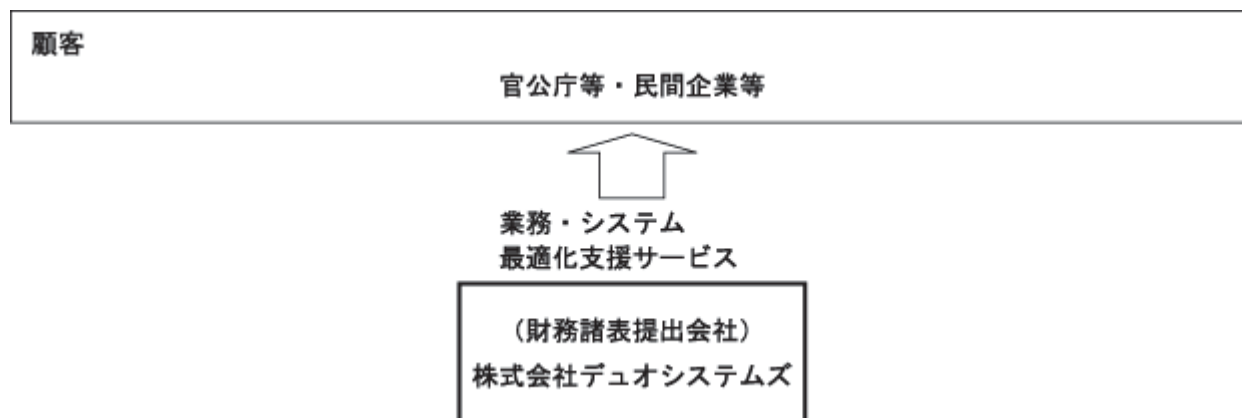 顧客
官公庁等・民間企業等
業務・システム
最適化支援サービス
（財務諸表提出会社）
株式会社デュオシステムズ